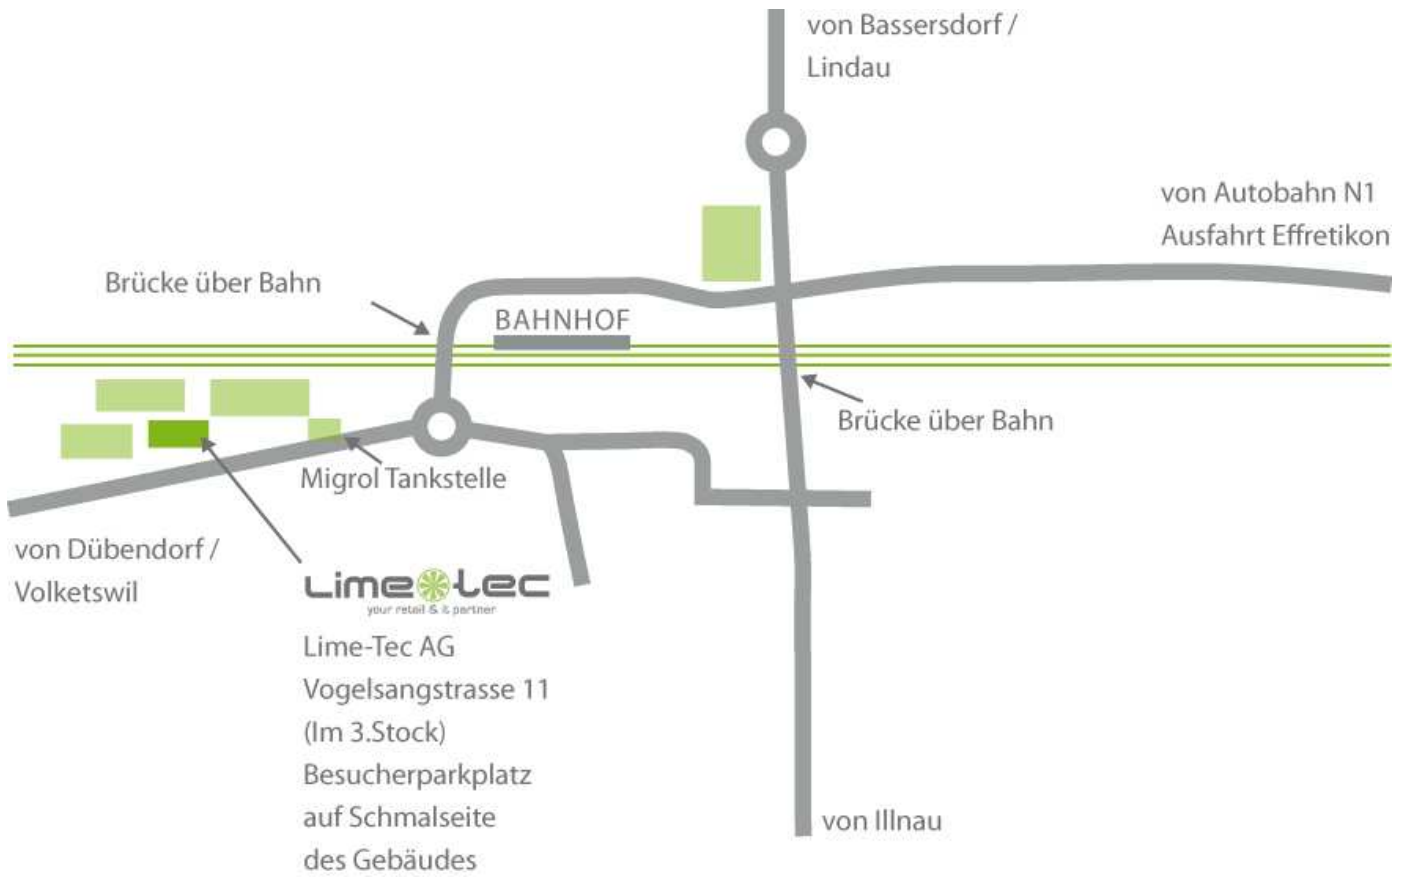 von Bassersdorf /
Lindau
von Autobahn N1
Ausfahrt Effretikon
Brücke über Bahn
BAHNHOF
Brücke über Bahn
Migrol Tankstelle
von Dübendorf /
Volketswil
Lime tec
your retail & it partner
Lime-Tec AG
Vogelsangstrasse 11
(Im 3.Stock)
Besucherparkplatz
auf Schmalseite
des Gebäudes
von Illnau